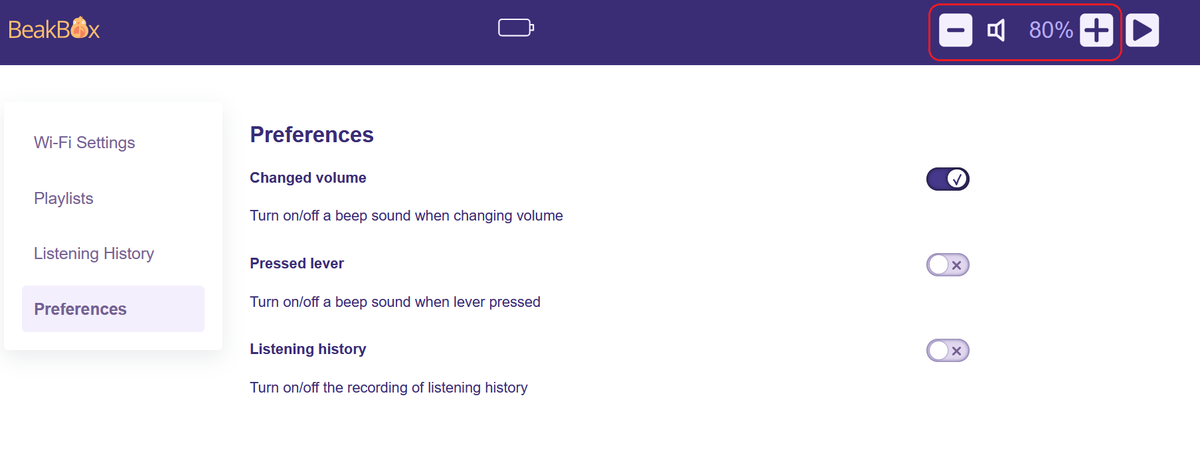 BeakBox
80%
Wi-Fi Settings
Playlists
Listening History
Preferences
Preferences
Changed volume
Turn on/off a beep sound when changing volume
Pressed lever
Turn on/off a beep sound when lever pressed
Listening history
Turn on/off the recording of listening history